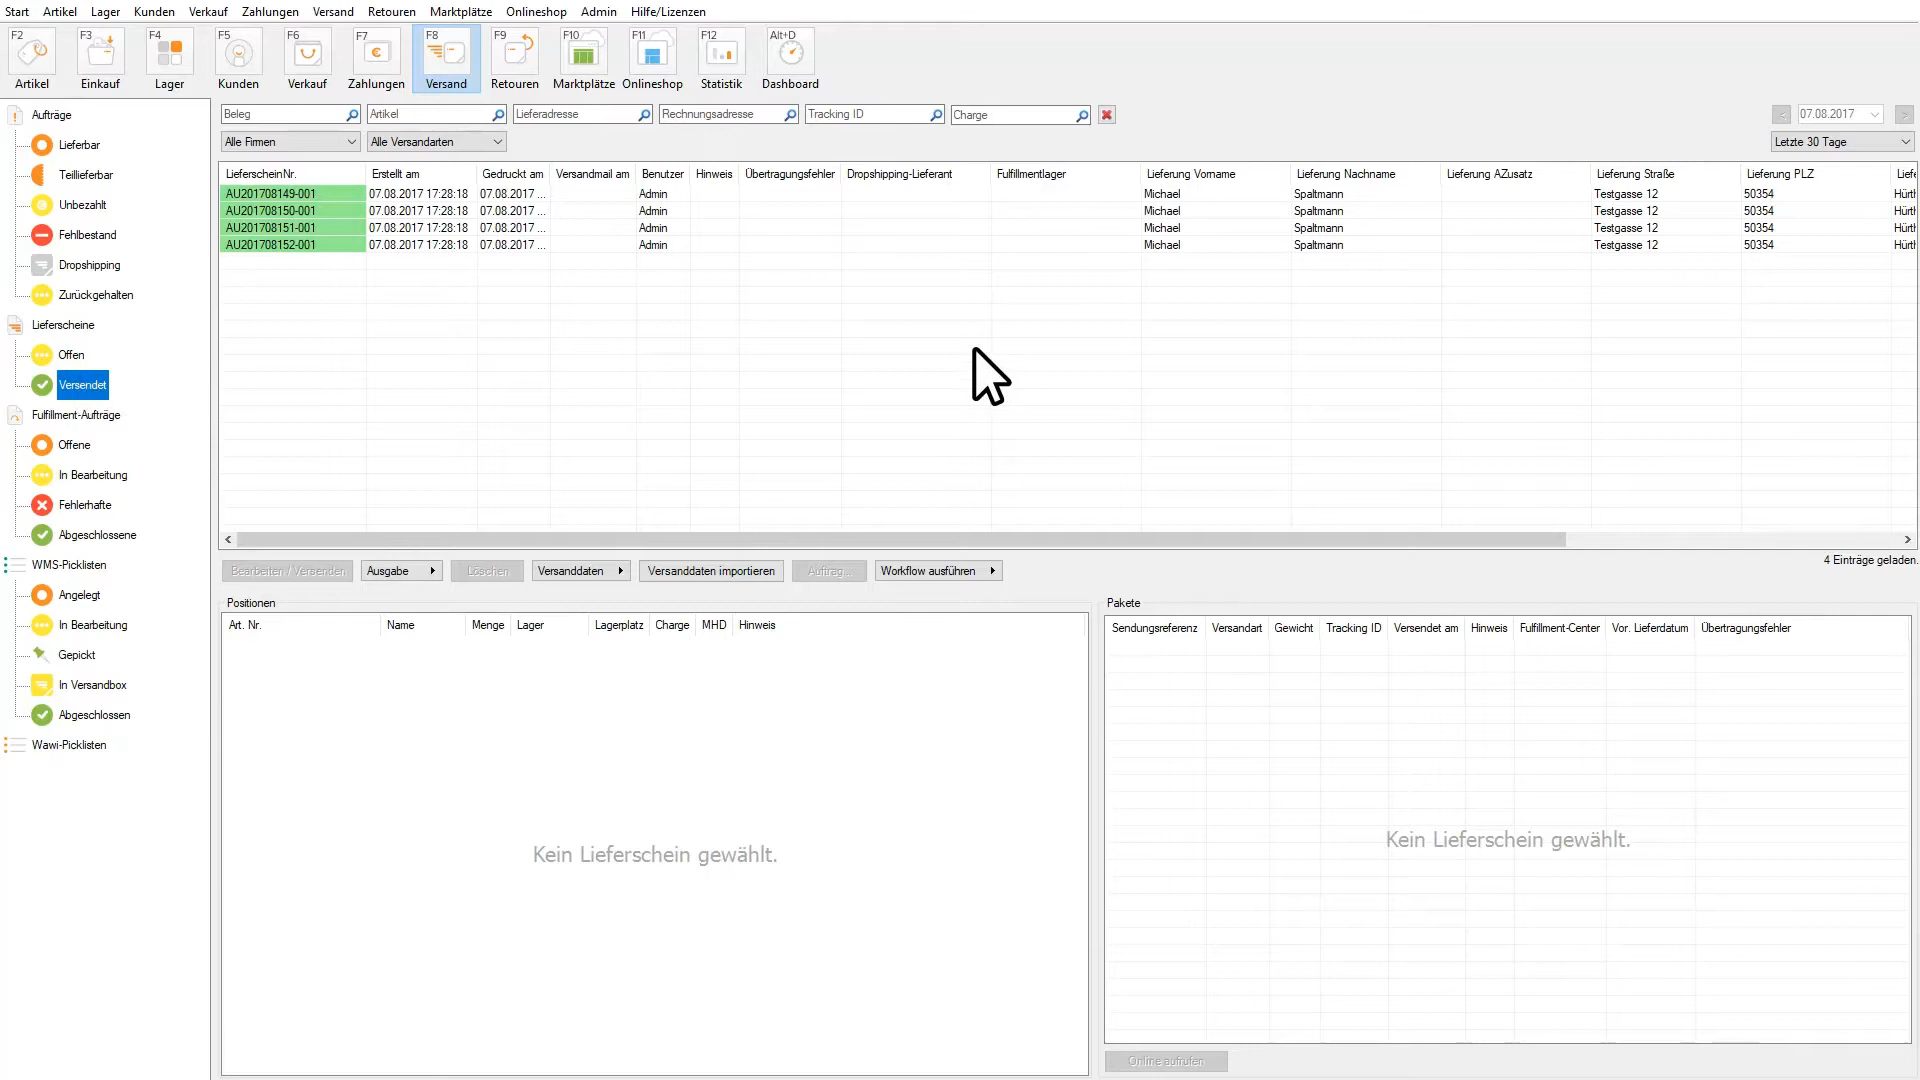 Start Artikel Lager Kunden Verkauf Zahlungen Versand Retouren Marktplätze Onlineshop Admin Hilfe/Lizenzen
F2 F3 F4 F5 F6 F7 F8 F9 F10 F11 F12 Alt+D
Artikel Einkauf Lager Kunden Verkauf Zahlungen Versand Retouren Marktplätze Onlineshop Statistik Dashboard
Aufträge
Lieferbar
Teillieferbar
Unbezahlt
Fehlbestand
Dropshipping
Zurückgehalten
Lieferscheine
Offen
Versendet
Fulfillment-Aufträge
Offene
In Bearbeitung
Fehlerhafte
Abgeschlossene
WMS-Picklisten
Angelegt
In Bearbeitung
Gepickt
In Versandbox
Abgeschlossen
Wawi-Picklisten
Beleg Artikel Lieferadresse Rechnungsadresse Tracking ID Charge < 07.08.2017 >
Alle Firmen Alle Versandarten Letzte 30 Tage
LieferscheinNr. Erstellt am Gedruckt am Versandmail am Benutzer Hinweis Übertragungsfehler Dropshipping-Lieferant Fulfillmentlager Lieferung Vorname Lieferung Nachname Lieferung AZusatz Lieferung Straße Lieferung PLZ Liefe
AU201708149-001 07.08.2017 17:28:18 07.08.2017 ... Admin Michael Spaltmann Testgasse 12 50354 Hürth
AU201708150-001 07.08.2017 17:28:18 07.08.2017 ... Admin Michael Spaltmann Testgasse 12 50354 Hürth
AU201708151-001 07.08.2017 17:28:18 07.08.2017 ... Admin Michael Spaltmann Testgasse 12 50354 Hürth
AU201708152-001 07.08.2017 17:28:18 07.08.2017 ... Admin Michael Spaltmann Testgasse 12 50354 Hürth
4 Einträge geladen.
Bearbeiten / Versenden Ausgabe Löschen Versanddaten Versanddaten importieren Auftrag... Workflow ausführen
Positionen
Art. Nr. Name Menge Lager Lagerplatz Charge MHD Hinweis
Kein Lieferschein gewählt.
Pakete
Sendungsreferenz Versandart Gewicht Tracking ID Versendet am Hinweis Fulfillment-Center Vor. Lieferdatum Übertragungsfehler
Kein Lieferschein gewählt.
Online aufrufen